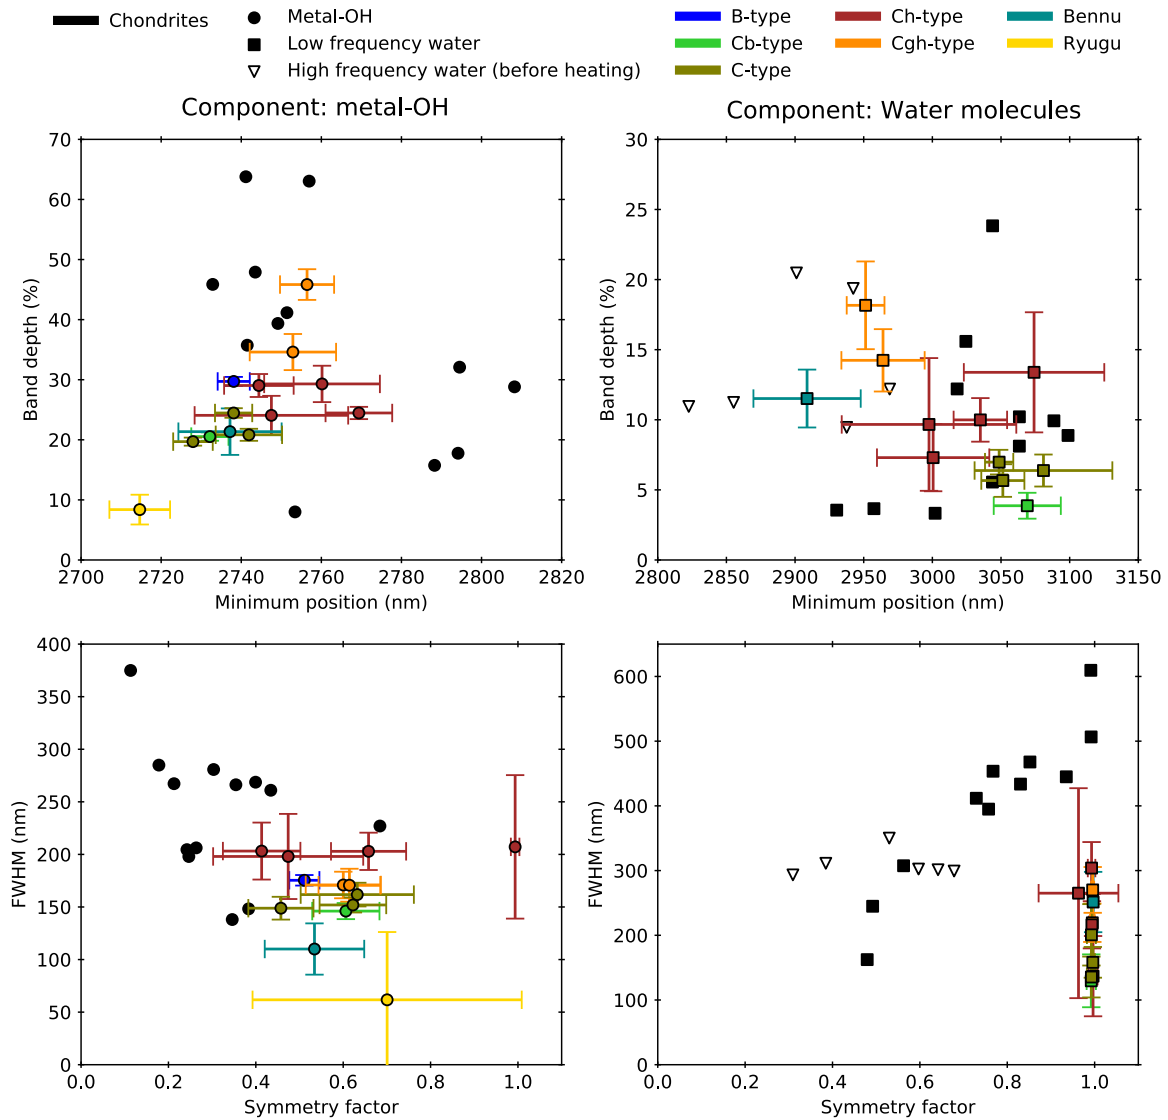 Chondrites
Metal-OH
Low frequency water
High frequency water (before heating)
B-type
Cb-type
C-type
Ch-type
Cgh-type
Bennu
Ryugu
Component: metal-OH
70
60
50
40
30
20
10
0
Band depth (%)
2700 2720 2740 2760 2780 2800 2820
Minimum position (nm)
Component: Water molecules
30
25
20
15
10
5
0
Band depth (%)
2800 2850 2900 2950 3000 3050 3100 3150
Minimum position (nm)
400
350
300
250
200
150
100
50
0
FWHM (nm)
0.0 0.2 0.4 0.6 0.8 1.0
Symmetry factor
600
500
400
300
200
100
0
FWHM (nm)
0.0 0.2 0.4 0.6 0.8 1.0
Symmetry factor